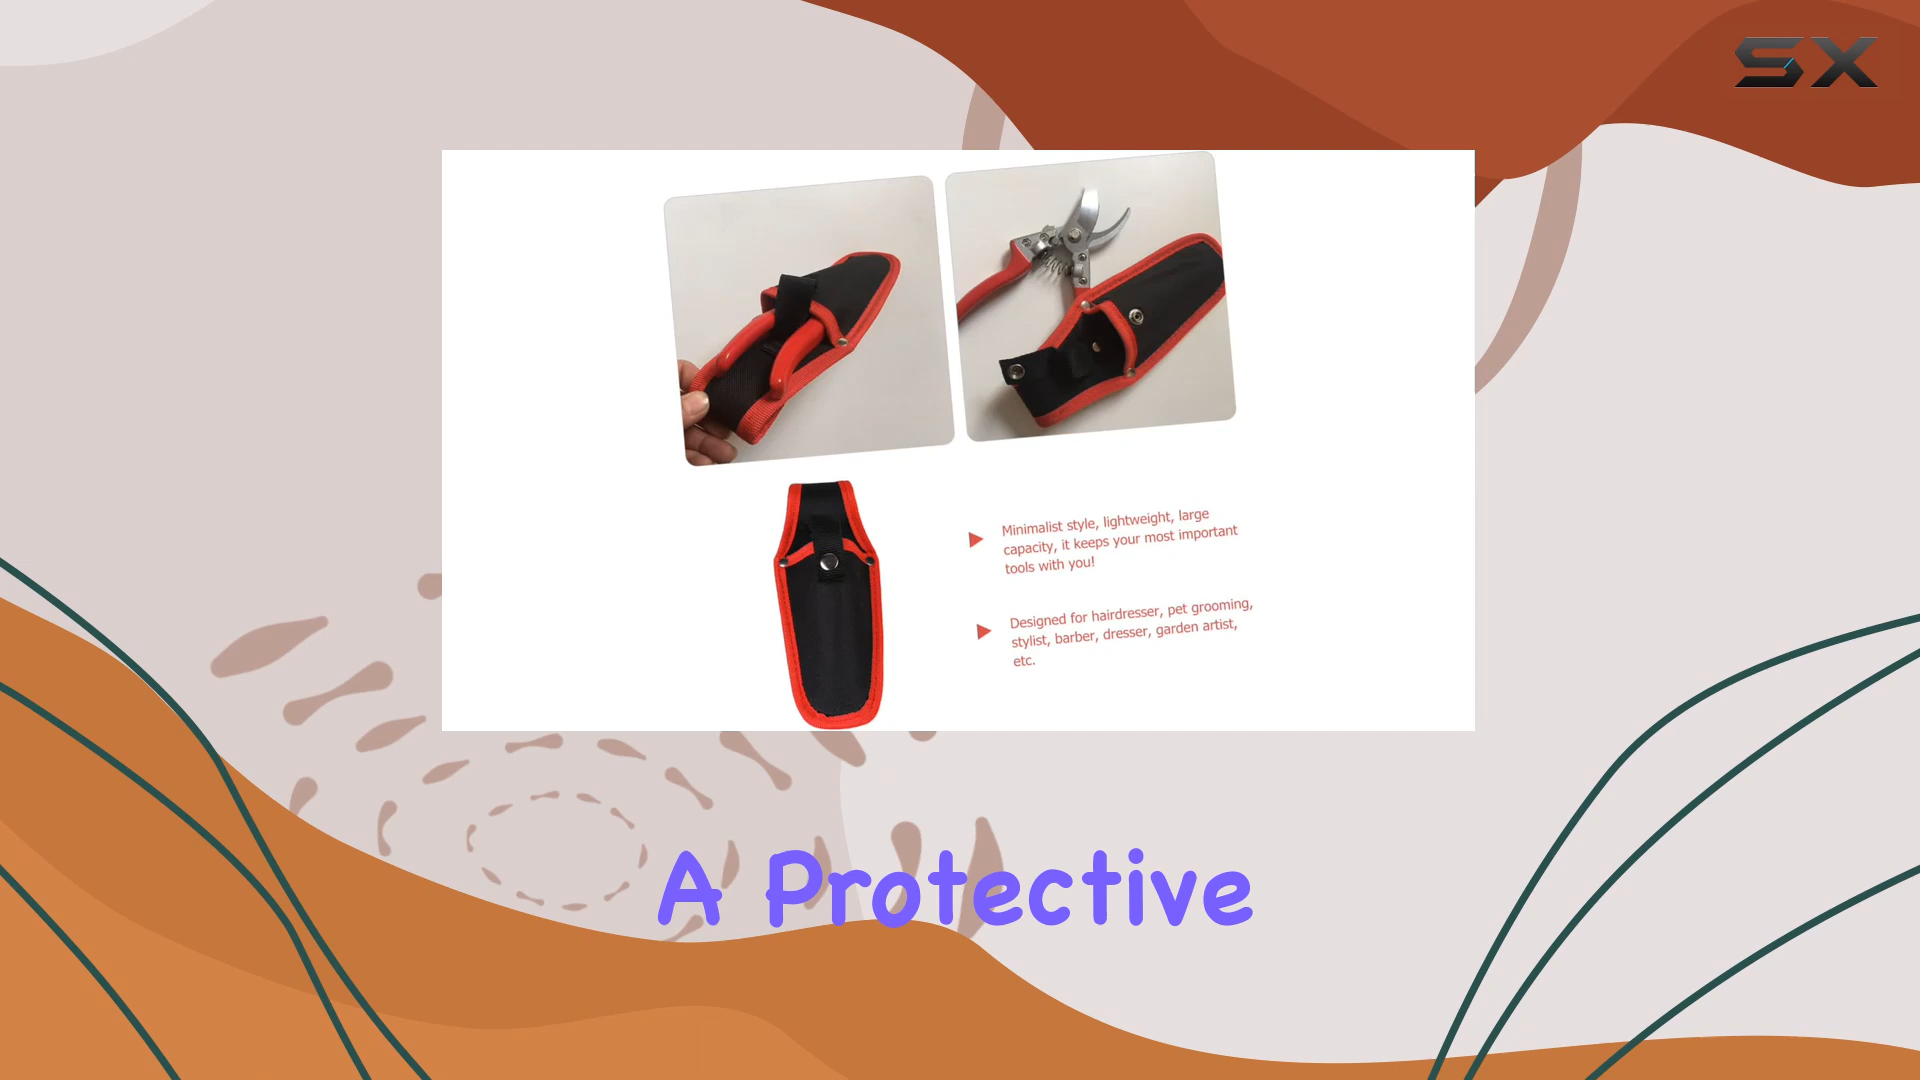 SX
Minimalist style, lightweight, large
capacity, it keeps your most important
tools with you!
Designed for hairdresser, pet grooming,
stylist, barber, dresser, garden artist,
etc.
A Protective